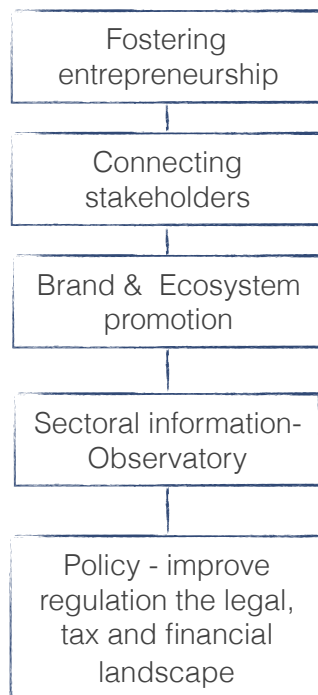 Fostering
entrepreneurship
Connecting
stakeholders
Brand & Ecosystem
promotion
Sectoral information-
Observatory
Policy - improve
regulation the legal,
tax and financial
landscape